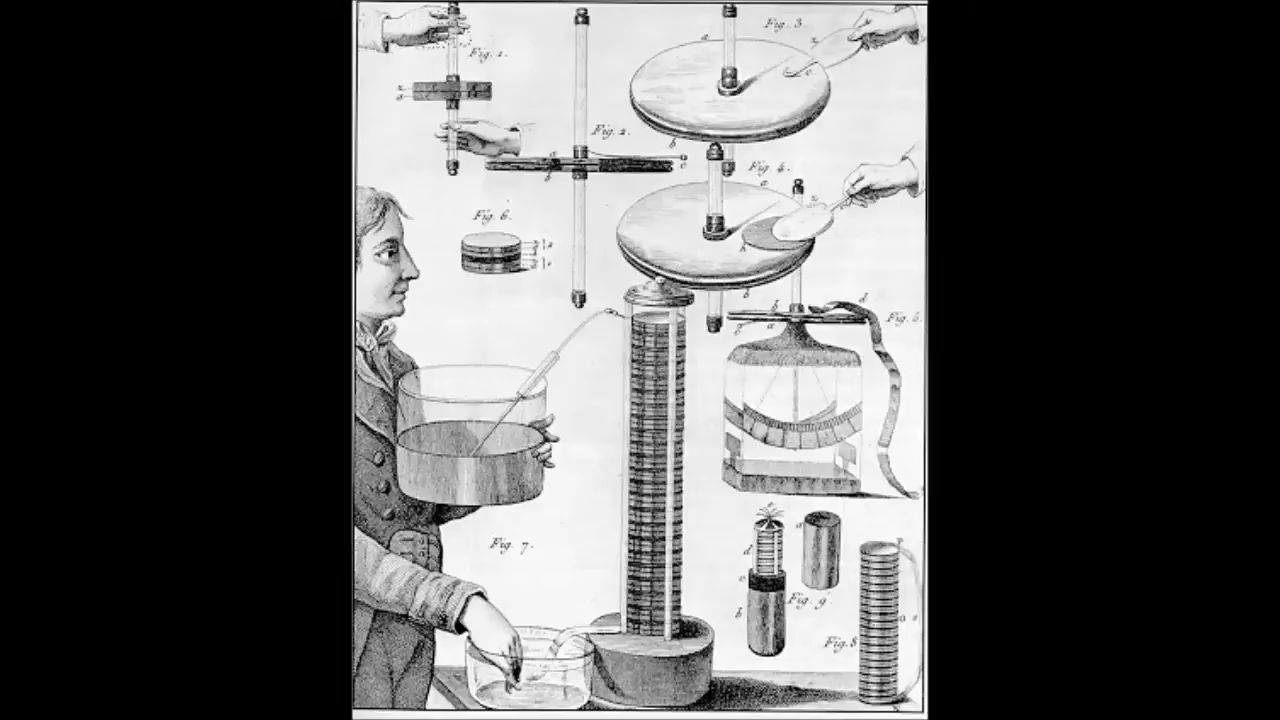 Fig. 3.
a
z
c
Fig. 1.
Fig. 2.
b
a
c
b
Fig. 4.
a
z
Fig. 6.
b
b
d
Fig. 5.
a
Fig. 7.
c
d
a
c
Fig. 9.
b
Fig. 8